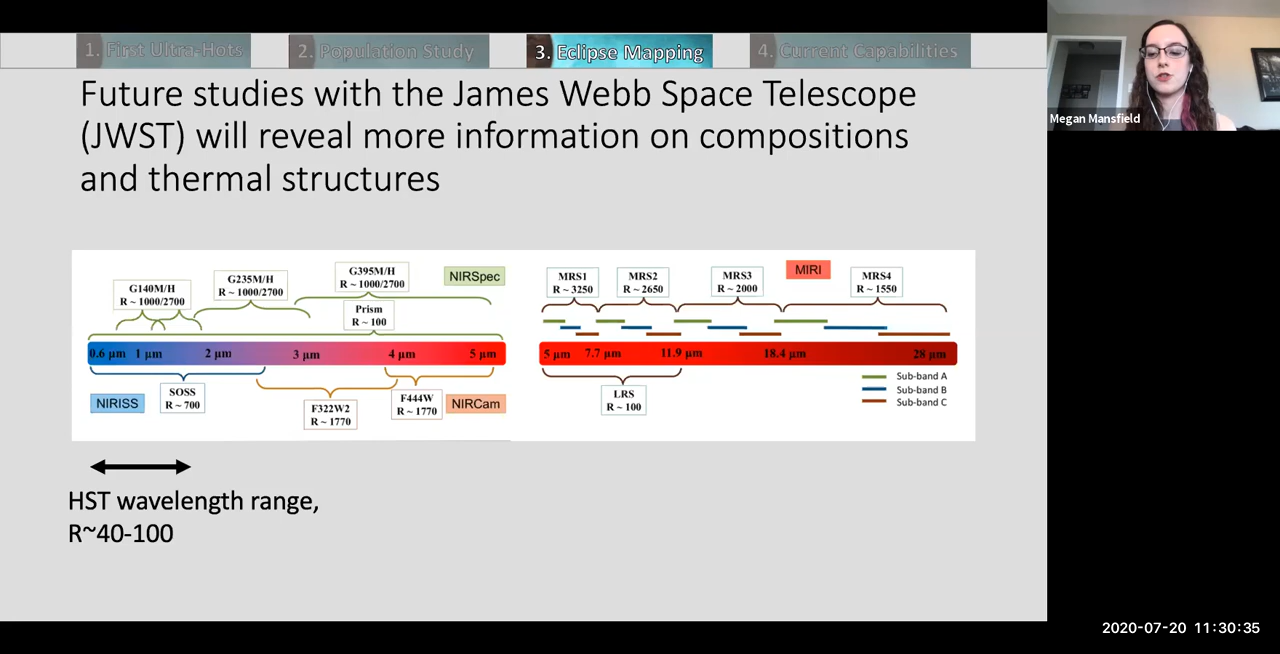 1. First Ultra-Hots
2. Population Study
3. Eclipse Mapping
4. Current Capabilities
Megan Mansfield
Future studies with the James Webb Space Telescope
(JWST) will reveal more information on compositions
and thermal structures
G140M/H
R ~ 1000/2700
G235M/H
R ~ 1000/2700
G395M/H
R ~ 1000/2700
NIRSpec
Prism
R ~ 100
0.6 µm 1 µm 2 µm 3 µm 4 µm 5 µm
NIRISS
SOSS
R ~ 700
F322W2
R ~ 1770
F444W
R ~ 1770
NIRCam
MRS1
R ~ 3250
MRS2
R ~ 2650
MRS3
R ~ 2000
MIRI
MRS4
R ~ 1550
5 µm 7.7 µm 11.9 µm 18.4 µm 28 µm
LRS
R ~ 100
Sub-band A
Sub-band B
Sub-band C
HST wavelength range,
R~40-100
2020-07-20 11:30:35